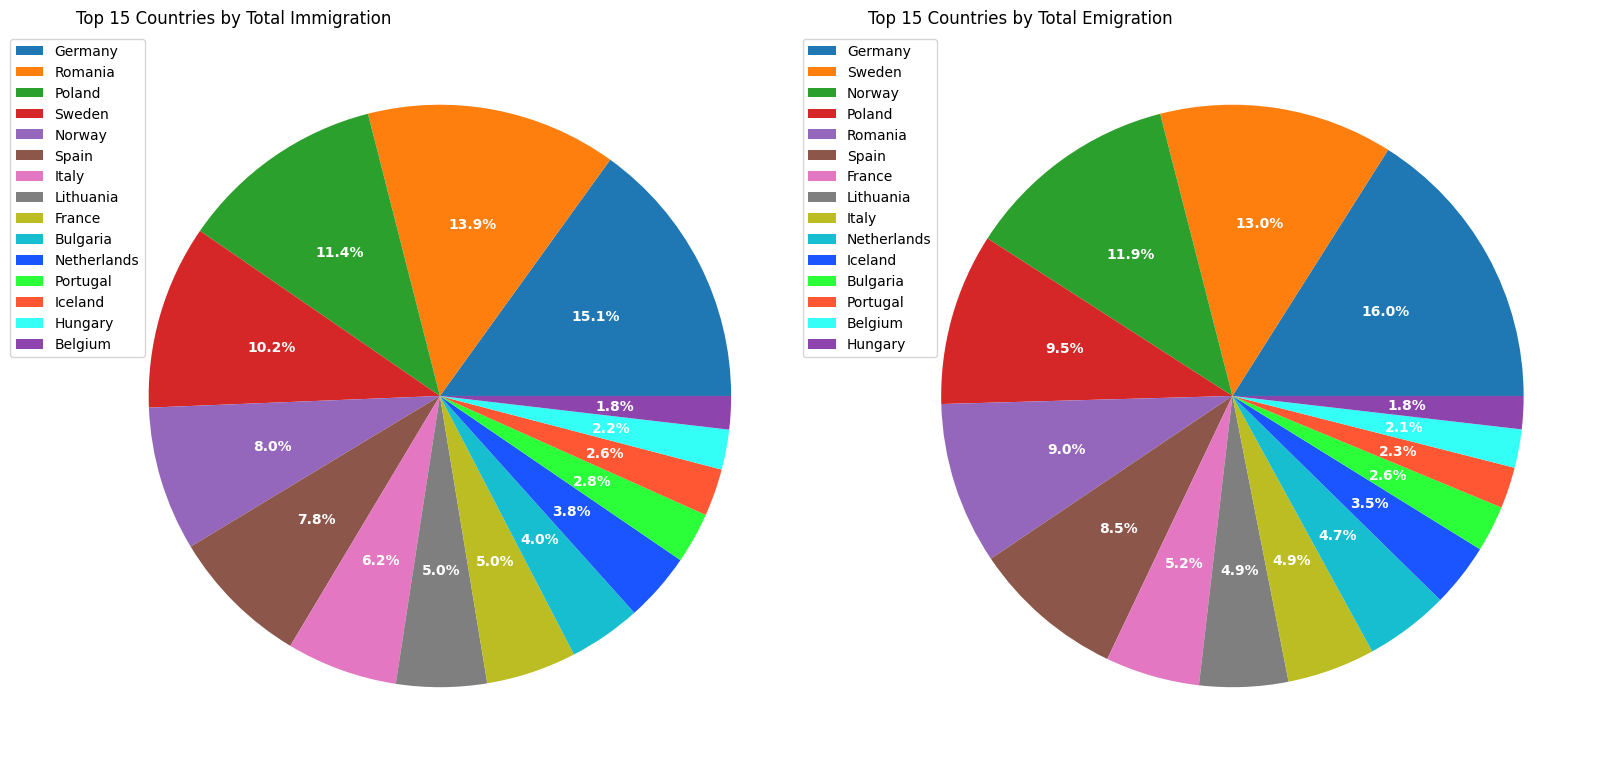 Top 15 Countries by Total Immigration
Germany
Romania
Poland
Sweden
Norway
Spain
Italy
Lithuania
France
Bulgaria
Netherlands
Portugal
Iceland
Hungary
Belgium
15.1%
13.9%
11.4%
10.2%
8.0%
7.8%
6.2%
5.0%
5.0%
4.0%
3.8%
2.8%
2.6%
2.2%
1.8%
Top 15 Countries by Total Emigration
Germany
Sweden
Norway
Poland
Romania
Spain
France
Lithuania
Italy
Netherlands
Iceland
Bulgaria
Portugal
Belgium
Hungary
16.0%
13.0%
11.9%
9.5%
9.0%
8.5%
5.2%
4.9%
4.9%
4.7%
3.5%
2.6%
2.3%
2.1%
1.8%